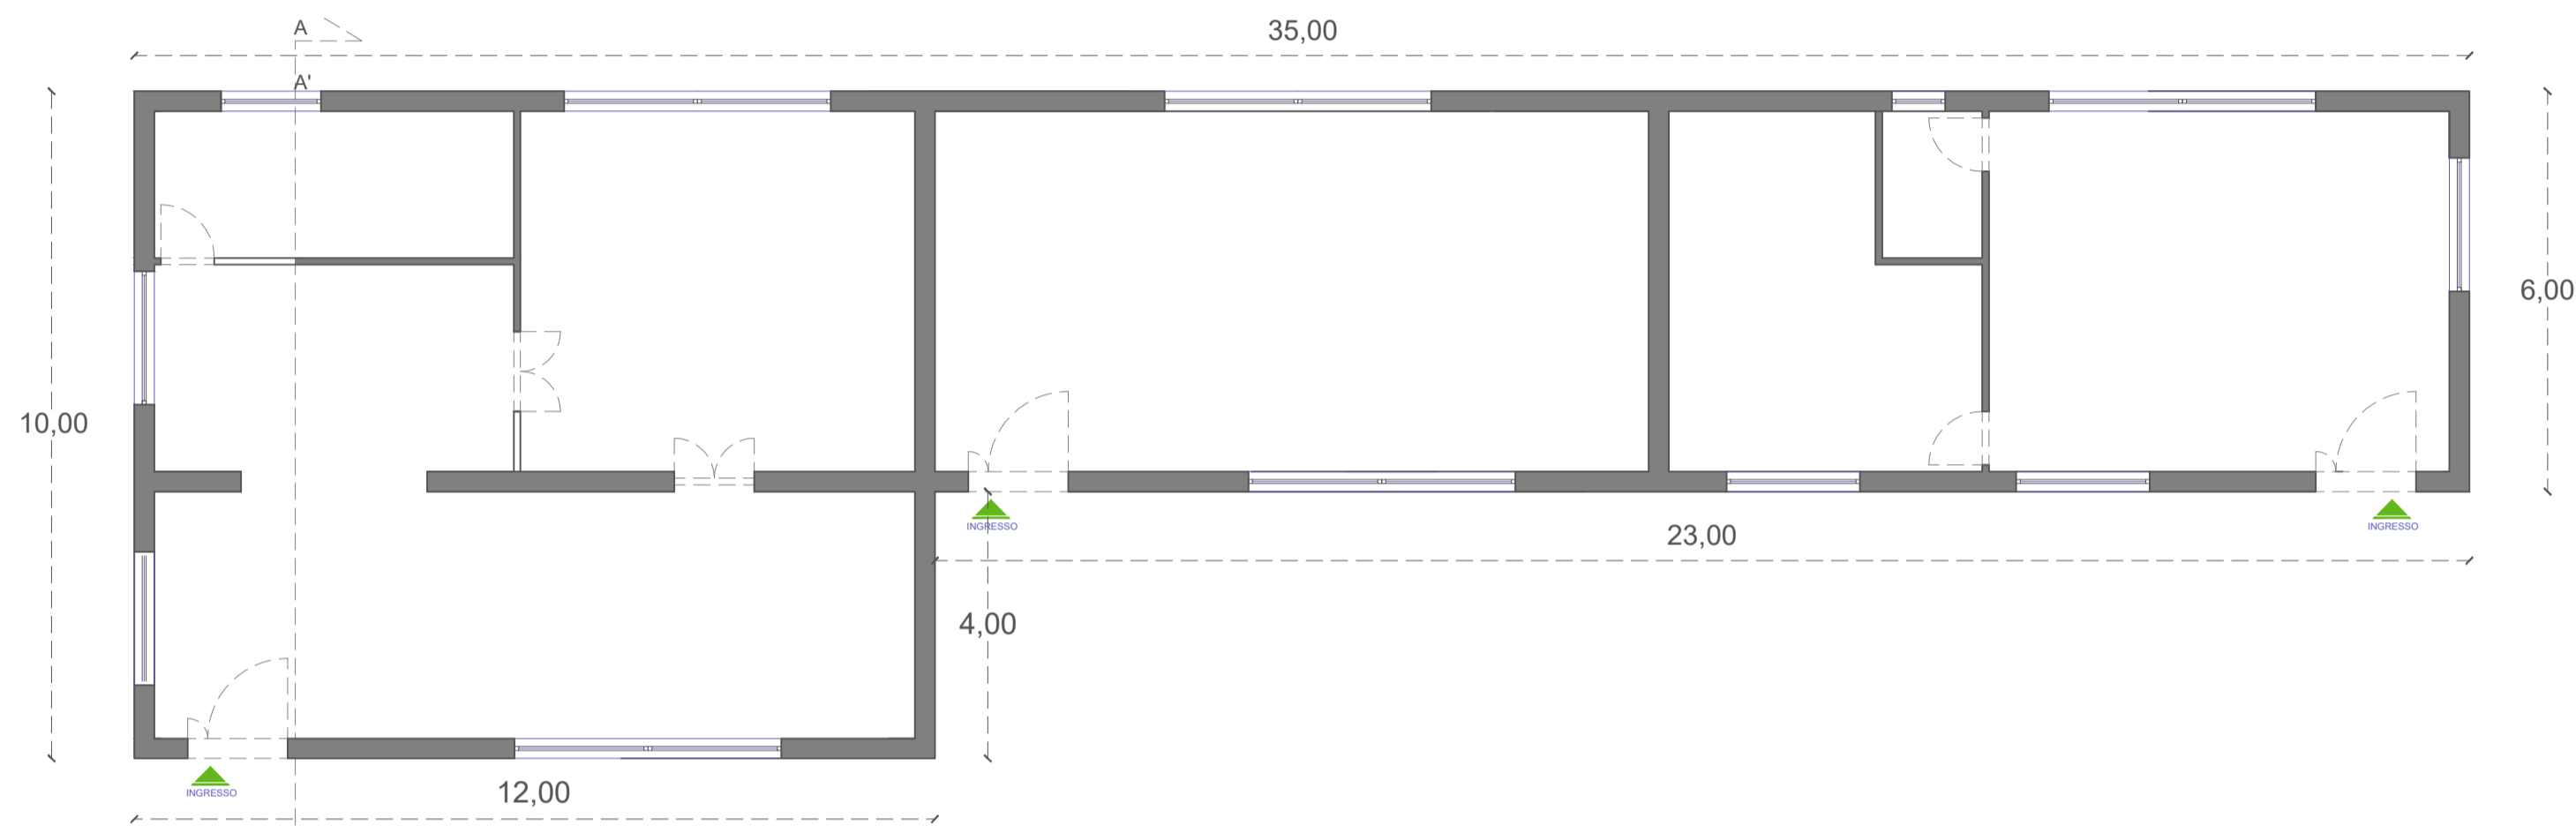 A
35,00
A'
6,00
10,00
INGRESSO
INGRESSO
23,00
4,00
INGRESSO
12,00